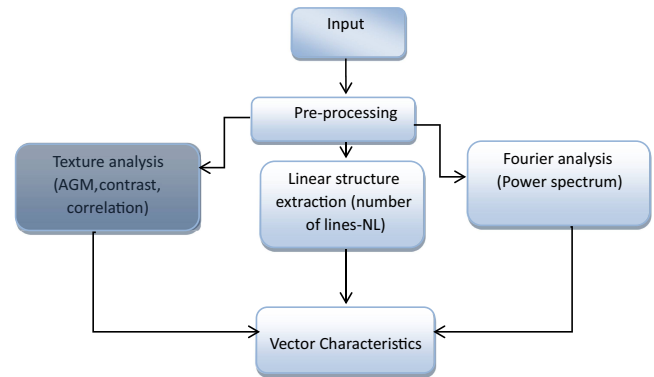 Input
Pre-processing
Texture analysis
(AGM,contrast,
correlation)
Linear structure
extraction (number
of lines-NL)
Fourier analysis
(Power spectrum)
Vector Characteristics